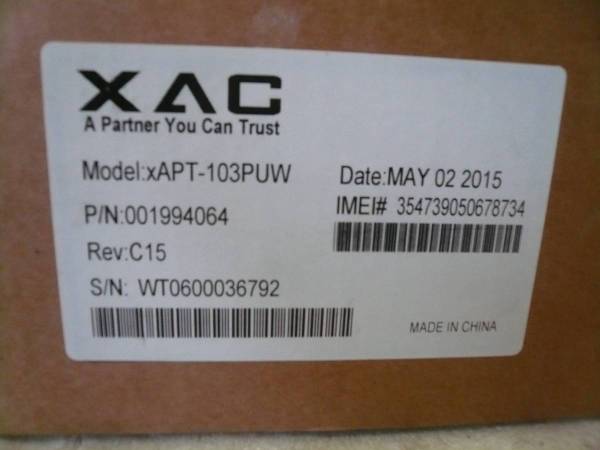 XAC
A Partner You Can Trust
Model:xAPT-103PUW
Date:MAY 02 2015
P/N:001994064
IMEI# 354739050678734
Rev:C15
S/N: WT0600036792
MADE IN CHINA